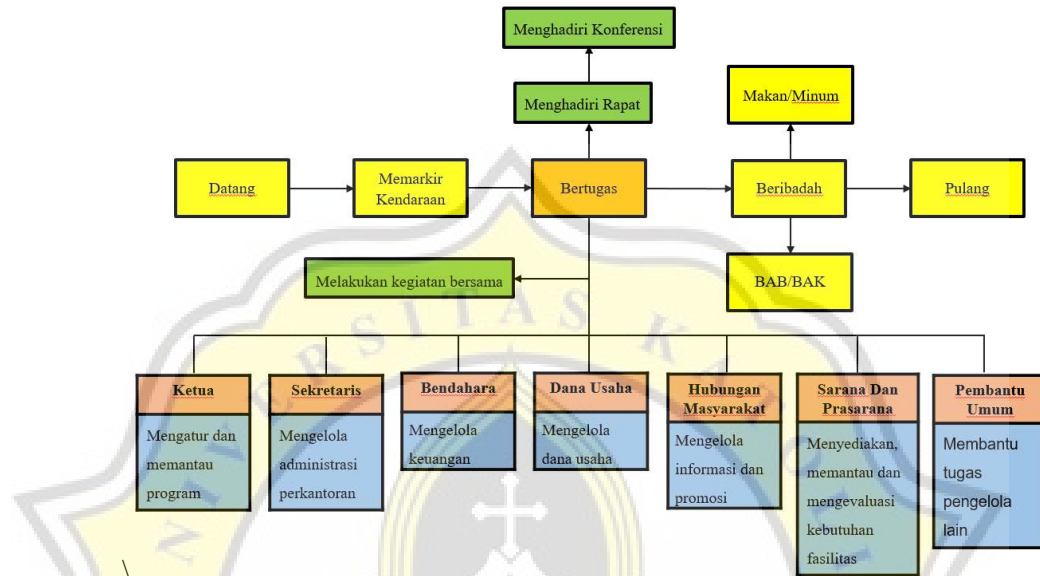 Menghadiri Konferensi
Menghadiri Rapat
Makan/Minum
Datang
Memarkir
Kendaraan
Bertugas
Beribadah
Pulang
Melakukan kegiatan bersama
BAB/BAK
UNIVERSITAS KATOLI
Ketua
Mengatur dan
memantau
program
Sekretaris
Mengelola
administrasi
perkantoran
Bendahara
Mengelola
keuangan
Dana Usaha
Mengelola
dana usaha
Hubungan
Masyarakat
Mengelola
informasi dan
promosi
Sarana Dan
Prasarana
Menyediakan,
memantau dan
mengevaluasi
kebutuhan
fasilitas
Pembantu
Umum
Membantu
tugas
pengelola
lain